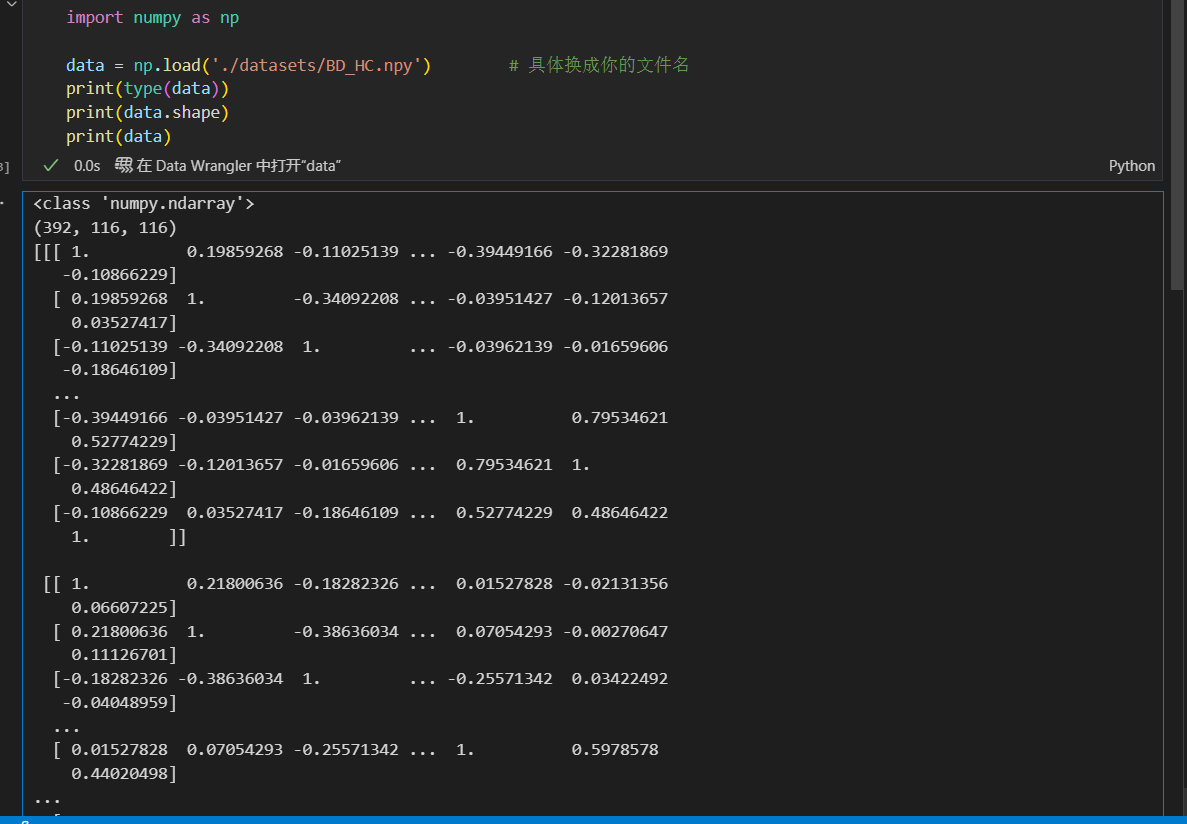 import numpy as np
data = np.load('./datasets/BD_HC.npy')        # 具体换成你的文件名
print(type(data))
print(data.shape)
print(data)
3]
0.0s 在 Data Wrangler 中打开“data”
Python
<class 'numpy.ndarray'>
(392, 116, 116)
[[[ 1.          0.19859268 -0.11025139 ... -0.39449166 -0.32281869
   -0.10866229]
  [ 0.19859268  1.         -0.34092208 ... -0.03951427 -0.12013657
    0.03527417]
  [-0.11025139 -0.34092208  1.         ... -0.03962139 -0.01659606
   -0.18646109]
  ...
  [-0.39449166 -0.03951427 -0.03962139 ...  1.          0.79534621
    0.52774229]
  [-0.32281869 -0.12013657 -0.01659606 ...  0.79534621  1.
    0.48646422]
  [-0.10866229  0.03527417 -0.18646109 ...  0.52774229  0.48646422
    1.        ]]
 [[ 1.          0.21800636 -0.18282326 ...  0.01527828 -0.02131356
    0.06607225]
  [ 0.21800636  1.         -0.38636034 ...  0.07054293 -0.00270647
    0.11126701]
  [-0.18282326 -0.38636034  1.         ... -0.25571342  0.03422492
   -0.04048959]
  ...
  [ 0.01527828  0.07054293 -0.25571342 ...  1.          0.5978578
    0.44020498]
...